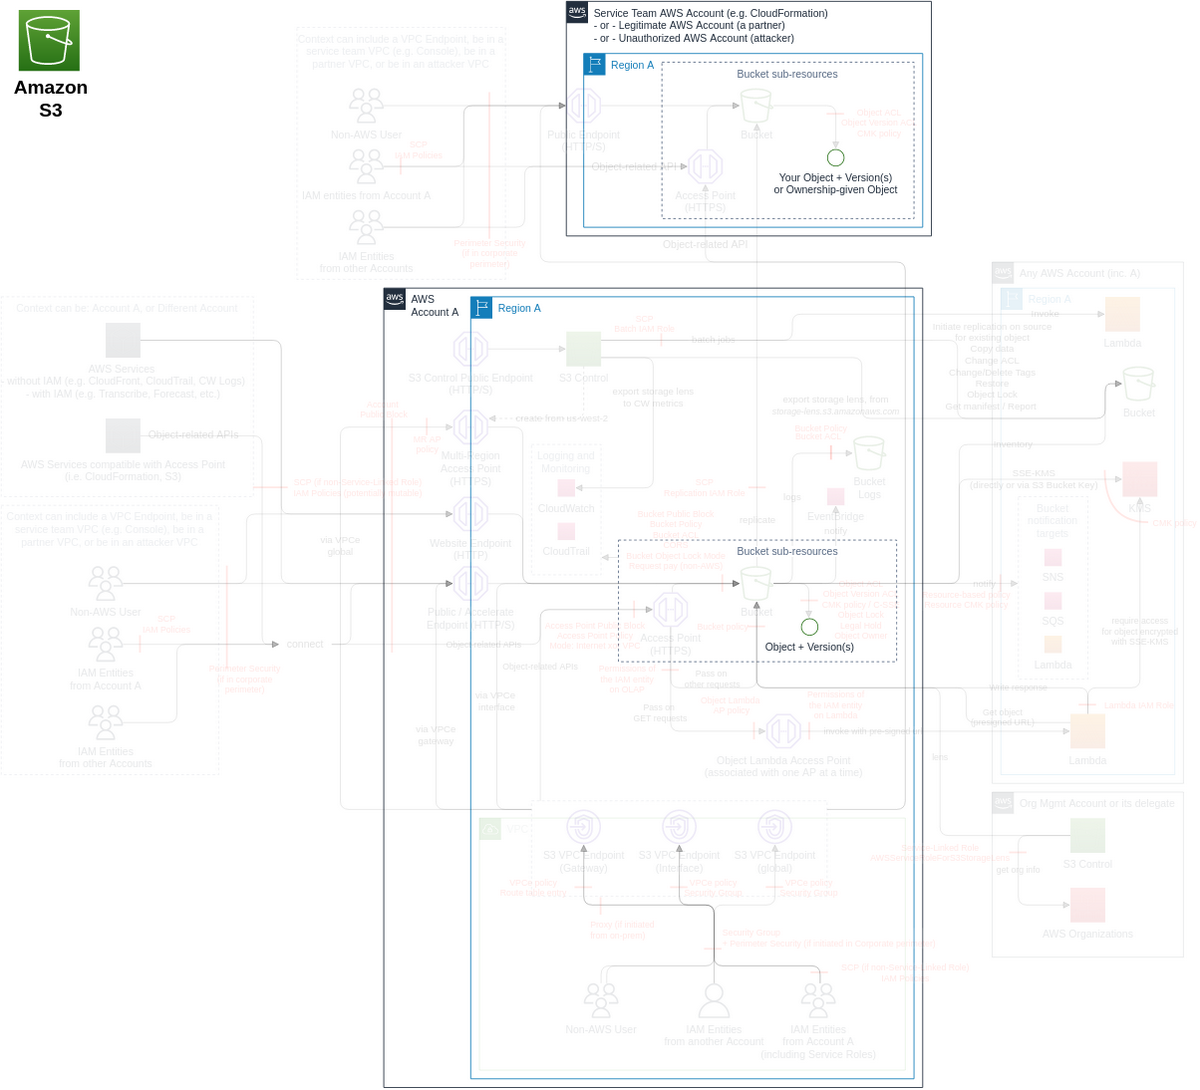 Amazon
S3
aws
Service Team AWS Account (e.g. CloudFormation)
- or - Legitimate AWS Account (a partner)
- or - Unauthorized AWS Account (attacker)
Region A
Bucket sub-resources
Context can include a VPC Endpoint, be in a
service team VPC (e.g. Console), be in a
partner VPC, or be in an attacker VPC
Non-AWS User
SCP
IAM Policies
IAM entities from Account A
IAM Entities
from other Accounts
Perimeter Security
(if in corporate
perimeter)
Public Endpoint
(HTTP/S)
Object-related API
Access Point
(HTTPS)
Bucket
Object ACL
Object Version ACL
CMK policy
Your Object + Version(s)
or Ownership-given Object
Object-related API
aws
AWS
Account A
Region A
Context can be: Account A, or Different Account
AWS Services
- without IAM (e.g. CloudFront, CloudTrail, CW Logs)
- with IAM (e.g. Transcribe, Forecast, etc.)
Object-related APIs
AWS Services compatible with Access Point
(i.e. CloudFormation, S3)
SCP (if non-Service-Linked Role)
IAM Policies (potentially mutable)
Context can include a VPC Endpoint, be in a
service team VPC (e.g. Console), be in a
partner VPC, or be in an attacker VPC
Non-AWS User
SCP
IAM Policies
IAM Entities
from Account A
IAM Entities
from other Accounts
Perimeter Security
(if in corporate
perimeter)
connect
via VPCe
global
Account
Public Block
S3 Control Public Endpoint
(HTTP/S)
S3 Control
SCP
Batch IAM Role
batch jobs
export storage lens
to CW metrics
create from us-west-2
MR AP
policy
Multi-Region
Access Point
(HTTPS)
Website Endpoint
(HTTP)
Public / Accelerate
Endpoint (HTTP/S)
Logging and
Monitoring
CloudWatch
CloudTrail
export storage lens, from
storage-lens.s3.amazonaws.com
Bucket Policy
Bucket ACL
Bucket
Logs
logs
SCP
Replication IAM Role
replicate
Eventbridge
notify
Bucket Public Block
Bucket Policy
Bucket ACL
Bucket Object Lock Mode
Request pay (non-AWS)
Bucket sub-resources
Bucket
Object ACL
Object Version ACL
Object Lock
Legal Hold
Object Owner
Object + Version(s)
Bucket policy
Access Point
(HTTPS)
Access Point Public Block
Access Point Policy
Object-related APIs
Object-related APIs
Permissions of
the IAM entity
on OLAP
Pass on
other requests
Pass on
GET requests
Object Lambda
AP policy
Permissions of
the IAM entity
on Lambda
invoke with pre-signed url
Object Lambda Access Point
(associated with one AP at a time)
via VPCe
interface
via VPCe
gateway
VPC
S3 VPC Endpoint
(Gateway)
S3 VPC Endpoint
(Interface)
S3 VPC Endpoint
(global)
VPCe policy
Route table entry
VPCe policy
Security Group
VPCe policy
Security Group
Proxy (if initiated
from on-prem)
Security Group
+ Perimeter Security (if initiated in Corporate perimeter)
SCP (if non-Service-Linked Role)
IAM Policies
Non-AWS User
IAM Entities
from another Account
IAM Entities
from Account A
(including Service Roles)
aws
Any AWS Account (inc. A)
Region A
invoke
Lambda
Initiate replication on source
for existing object
Copy data
Change ACL
Change/Delete Tags
Restore
Object Lock
Get manifest / Report
Bucket
inventory
SSE-KMS
(directly or via S3 Bucket Key)
KMS
CMK policy
Bucket
notification
targets
SNS
SQS
Lambda
notify
Resource-based policy
Resource CMK policy
require access
for object encrypted
with SSE-KMS
Write response
Get object
(presigned URL)
Lambda IAM Role
Lambda
lens
aws
Org Mgmt Account or its delegate
S3 Control
Service-Linked Role
get org info
AWS Organizations